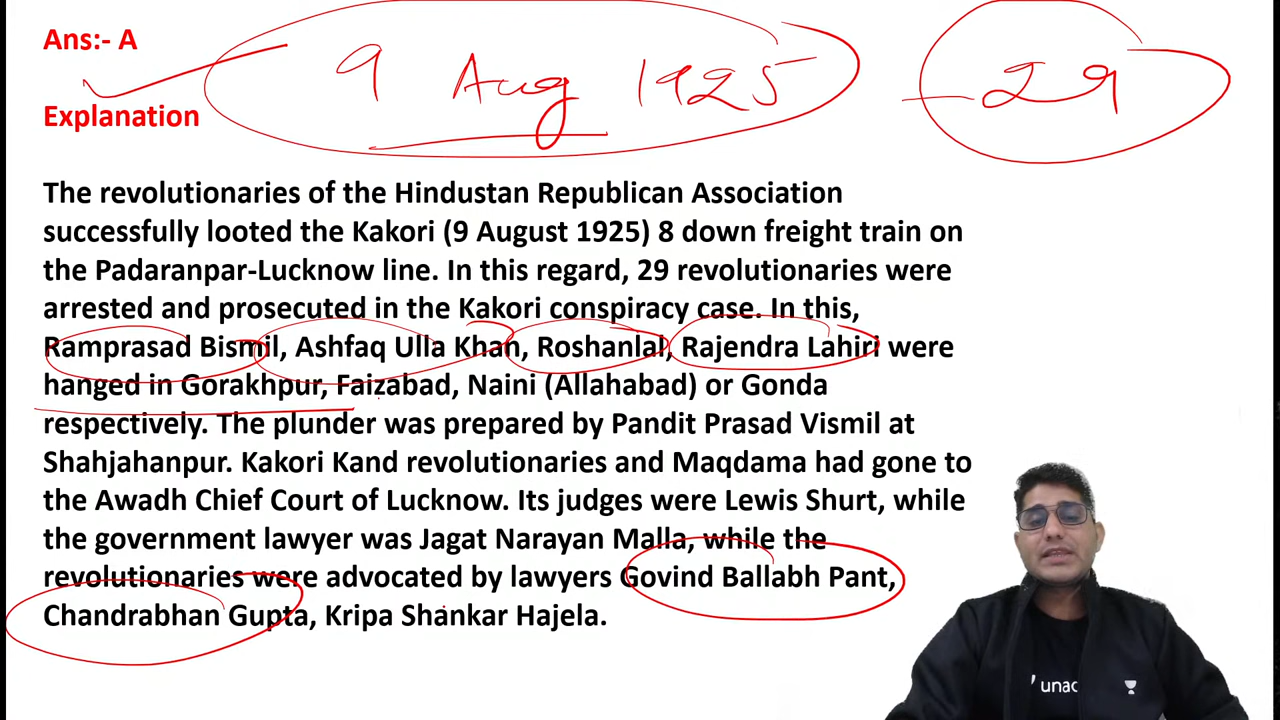 Ans:- A
9 Aug 1925 - 29
Explanation
The revolutionaries of the Hindustan Republican Association
successfully looted the Kakori (9 August 1925) 8 down freight train on
the Padaranpar-Lucknow line. In this regard, 29 revolutionaries were
arrested and prosecuted in the Kakori conspiracy case. In this,
Ramprasad Bismil, Ashfaq Ulla Khan, Roshanlal, Rajendra Lahiri were
hanged in Gorakhpur, Faizabad, Naini (Allahabad) or Gonda
respectively. The plunder was prepared by Pandit Prasad Vismil at
Shahjahanpur. Kakori Kand revolutionaries and Maqdama had gone to
the Awadh Chief Court of Lucknow. Its judges were Lewis Shurt, while
the government lawyer was Jagat Narayan Malla, while the
revolutionaries were advocated by lawyers Govind Ballabh Pant,
Chandrabhan Gupta, Kripa Shankar Hajela.
unac